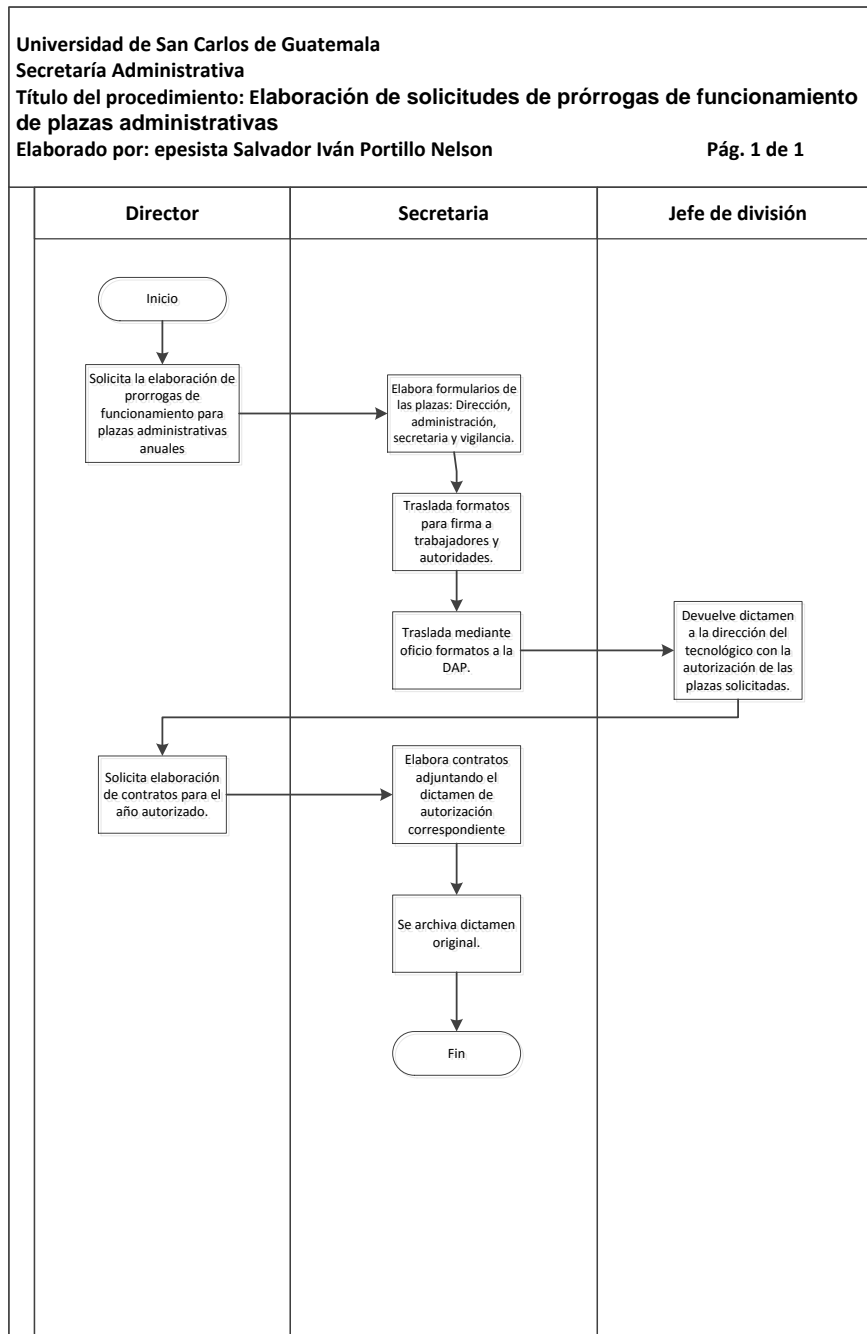 Universidad de San Carlos de Guatemala
Secretaría Administrativa
Título del procedimiento: Elaboración de solicitudes de prórrogas de funcionamiento
de plazas administrativas
Elaborado por: epesista Salvador Iván Portillo Nelson Pág. 1 de 1
Director Secretaria Jefe de división
Inicio
Solicita la elaboración de
prorrogas de
funcionamiento para
plazas administrativas
anuales
Elabora formularios de
las plazas: Dirección,
administración,
secretaria y vigilancia.
Traslada formatos
para firma a
trabajadores y
autoridades.
Traslada mediante
oficio formatos a la
DAP.
Devuelve dictamen
a la dirección del
tecnológico con la
autorización de las
plazas solicitadas.
Solicita elaboración
de contratos para el
año autorizado.
Elabora contratos
adjuntando el
dictamen de
autorización
correspondiente
Se archiva dictamen
original.
Fin